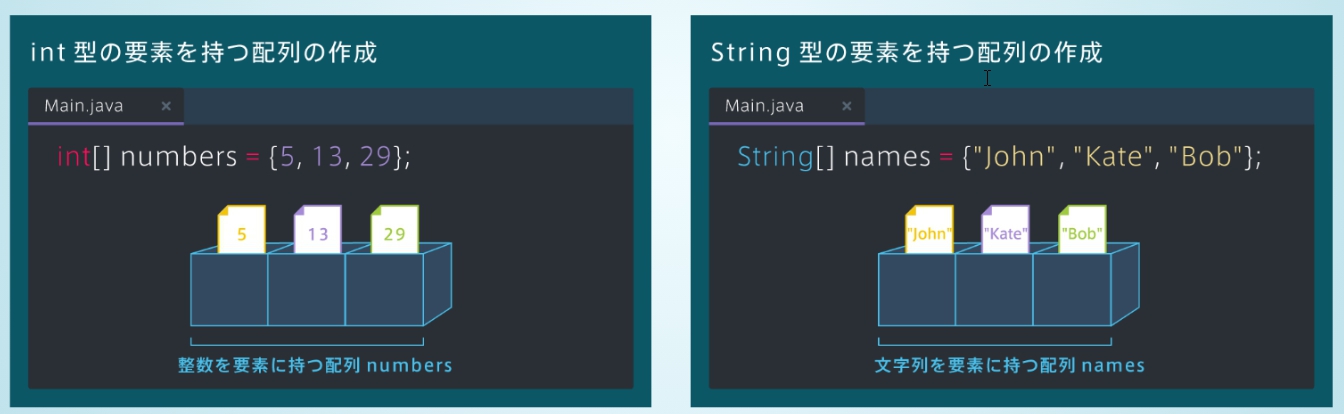 int 型の要素を持つ配列の作成
Main.java ×
int[] numbers = {5, 13, 29};
5 13 29
整数を要素に持つ配列 numbers
String 型の要素を持つ配列の作成
Main.java ×
String[] names = {"John", "Kate", "Bob"};
"John" "Kate" "Bob"
文字列を要素に持つ配列 names